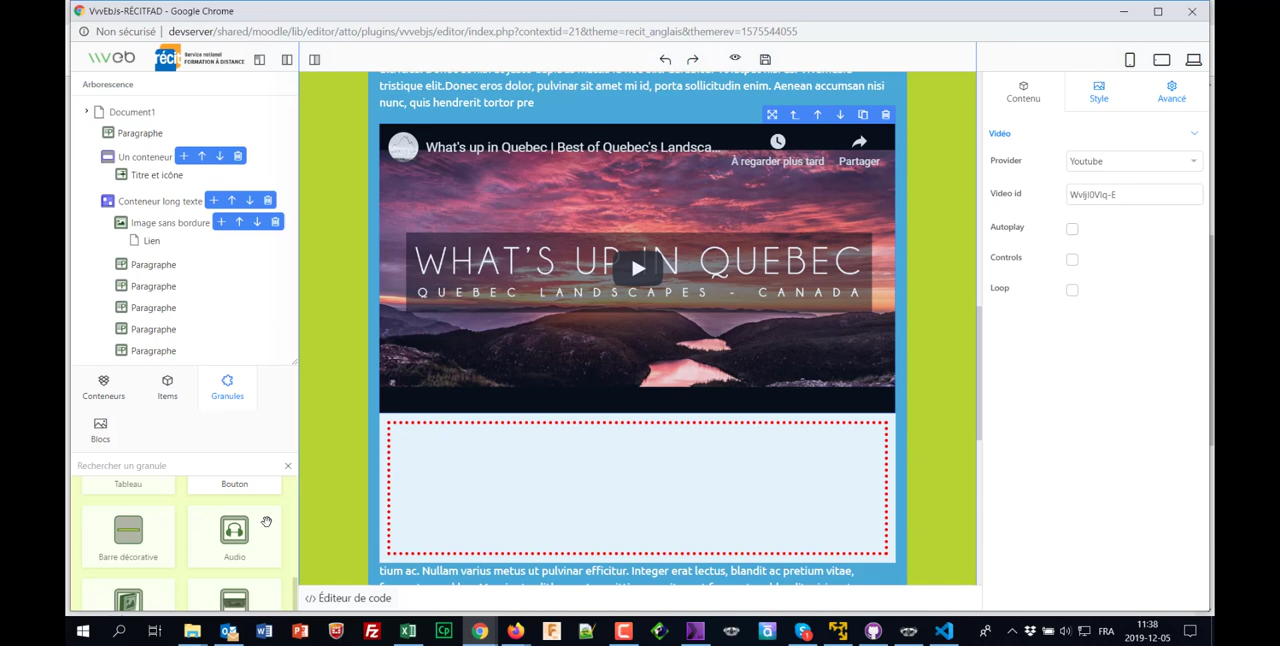 VvvEbJs-RÉCITFAD - Google Chrome
Non sécurisé | devserver/shared/moodle/lib/editor/atto/plugins/vvvebjs/editor/index.php?contextid=21&theme=recit_anglais&themerev=1575544055
vveb
récit
Service national
FORMATION À DISTANCE
Arborescence
Document1
Paragraphe
Un conteneur
Titre et icône
Conteneur long texte
Image sans bordure
Lien
Paragraphe
Paragraphe
Paragraphe
Paragraphe
Paragraphe
Conteneurs
Items
Granules
Blocs
Rechercher un granule
Tableau
Bouton
Barre décorative
Audio
tristique elit.Donec eros dolor, pulvinar sit amet mi id, porta sollicitudin enim. Aenean accumsan nisi
nunc, quis hendrerit tortor pre
What's up in Quebec | Best of Quebec's Landsca...
À regarder plus tard
Partager
WHAT'S UP IN QUEBEC
QUEBEC LANDSCAPES - CANADA
tium ac. Nullam varius metus ut pulvinar efficitur. Integer erat lectus, blandit ac pretium vitae,
</> Éditeur de code
Contenu
Style
Avancé
Vidéo
Provider
Youtube
Video id
Autoplay
Controls
Loop
FRA
11:38
2019-12-05